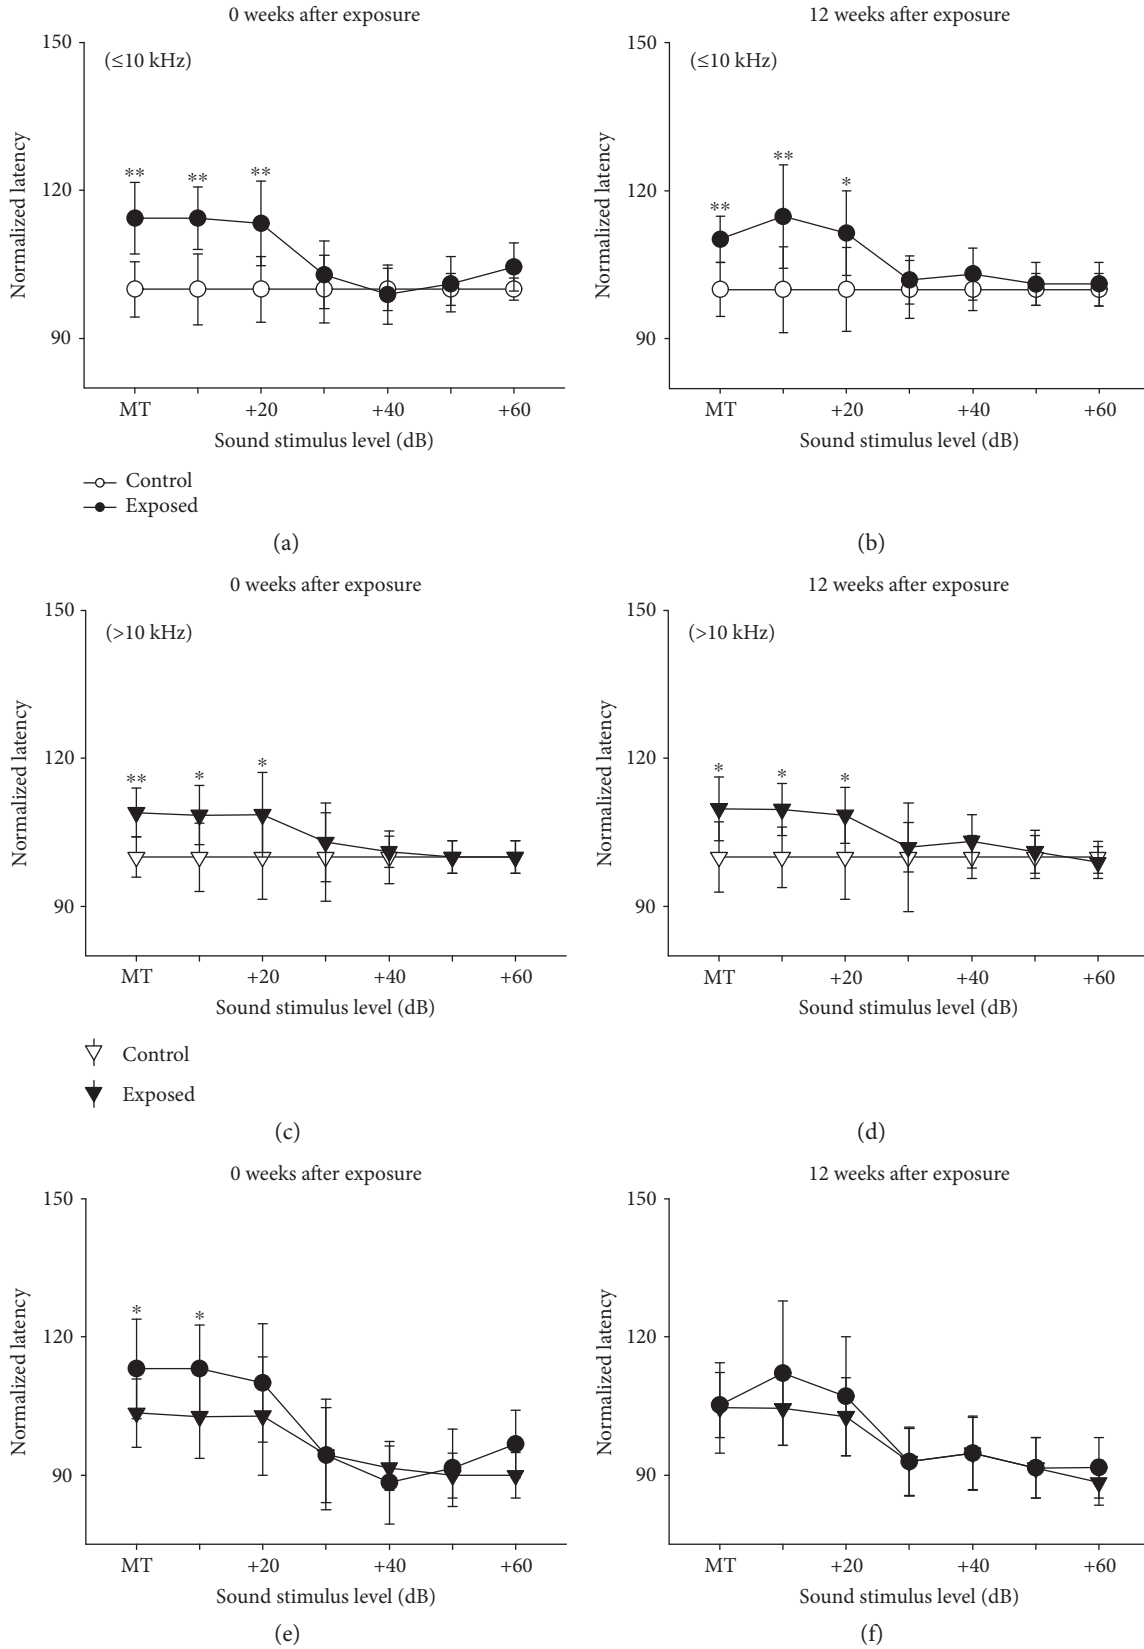 0 weeks after exposure
150
(≤10 kHz)
** ** **
120
90
Normalized latency
MT +20 +40 +60
Sound stimulus level (dB)
Control
Exposed
(a)
12 weeks after exposure
150
(≤10 kHz)
** ** *
120
90
Normalized latency
MT +20 +40 +60
Sound stimulus level (dB)
(b)
0 weeks after exposure
150
(>10 kHz)
** * *
120
90
Normalized latency
MT +20 +40 +60
Sound stimulus level (dB)
Control
Exposed
(c)
12 weeks after exposure
150
(>10 kHz)
* * *
120
90
Normalized latency
MT +20 +40 +60
Sound stimulus level (dB)
(d)
0 weeks after exposure
150
* *
120
90
Normalized latency
MT +20 +40 +60
Sound stimulus level (dB)
(e)
12 weeks after exposure
150
120
90
Normalized latency
MT +20 +40 +60
Sound stimulus level (dB)
(f)